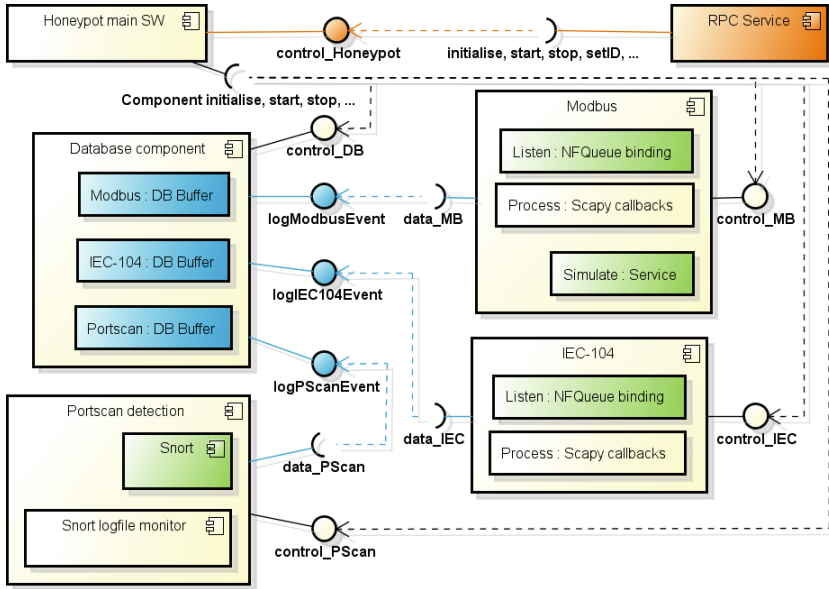 Honeypot main SW
RPC Service
control_Honeypot
initialise, start, stop, setID, ...
Component initialise, start, stop, ...
Modbus
Database component
control_DB
Listen : NFQueue binding
Modbus : DB Buffer
Process : Scapy callbacks
logModbusEvent
data_MB
control_MB
IEC-104 : DB Buffer
Simulate : Service
logIEC104Event
Portscan : DB Buffer
IEC-104
logPScanEvent
Listen : NFQueue binding
Portscan detection
data_IEC
control_IEC
Snort
Process : Scapy callbacks
data_PScan
Snort logfile monitor
control_PScan